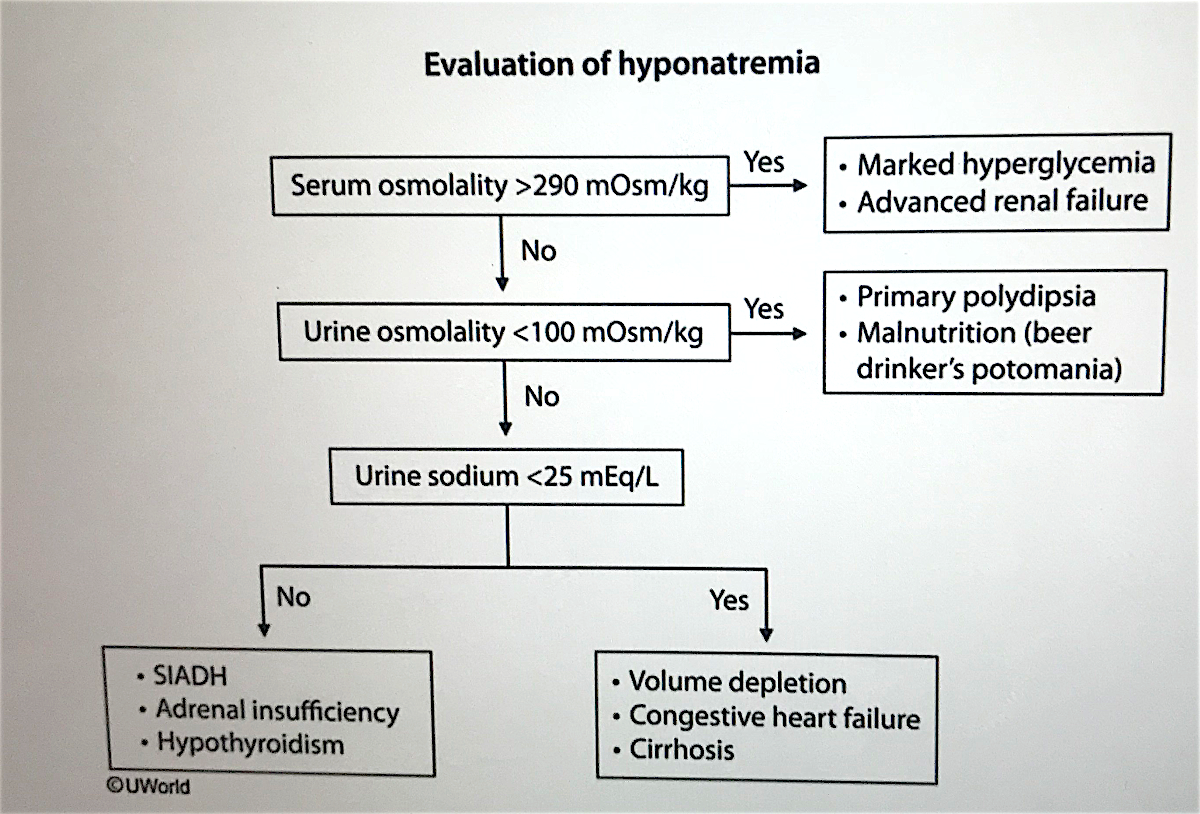 Evaluation of hyponatremia
Serum osmolality >290 mOsm/kg
Yes
• Marked hyperglycemia
• Advanced renal failure
No
Urine osmolality <100 mOsm/kg
Yes
• Primary polydipsia
• Malnutrition (beer
drinker's potomania)
No
Urine sodium <25 mEq/L
No
Yes
• SIADH
• Adrenal insufficiency
• Hypothyroidism
• Volume depletion
• Congestive heart failure
• Cirrhosis
©UWorld